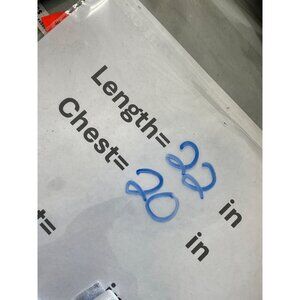 Length= 22 in
Chest= 20 in